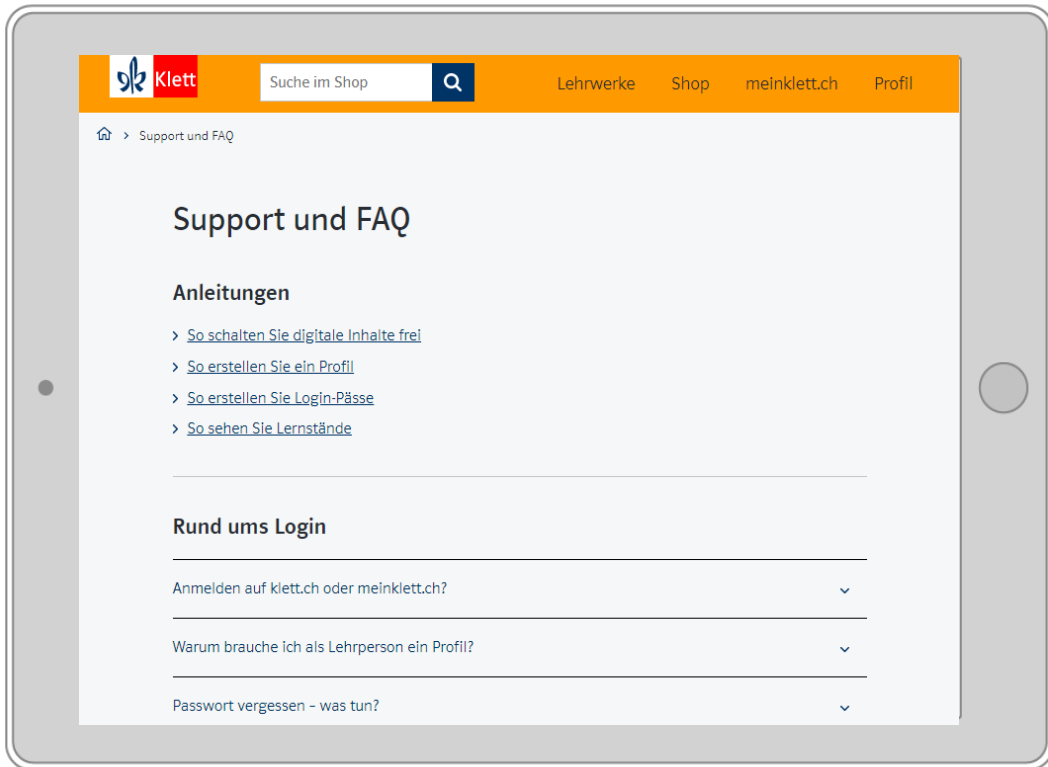 Klett
Suche im Shop
Lehrwerke Shop meinklett.ch Profil
> Support und FAQ
Support und FAQ
Anleitungen
> So schalten Sie digitale Inhalte frei
> So erstellen Sie ein Profil
> So erstellen Sie Login-Pässe
> So sehen Sie Lernstände
Rund ums Login
Anmelden auf klett.ch oder meinklett.ch?
Warum brauche ich als Lehrperson ein Profil?
Passwort vergessen – was tun?